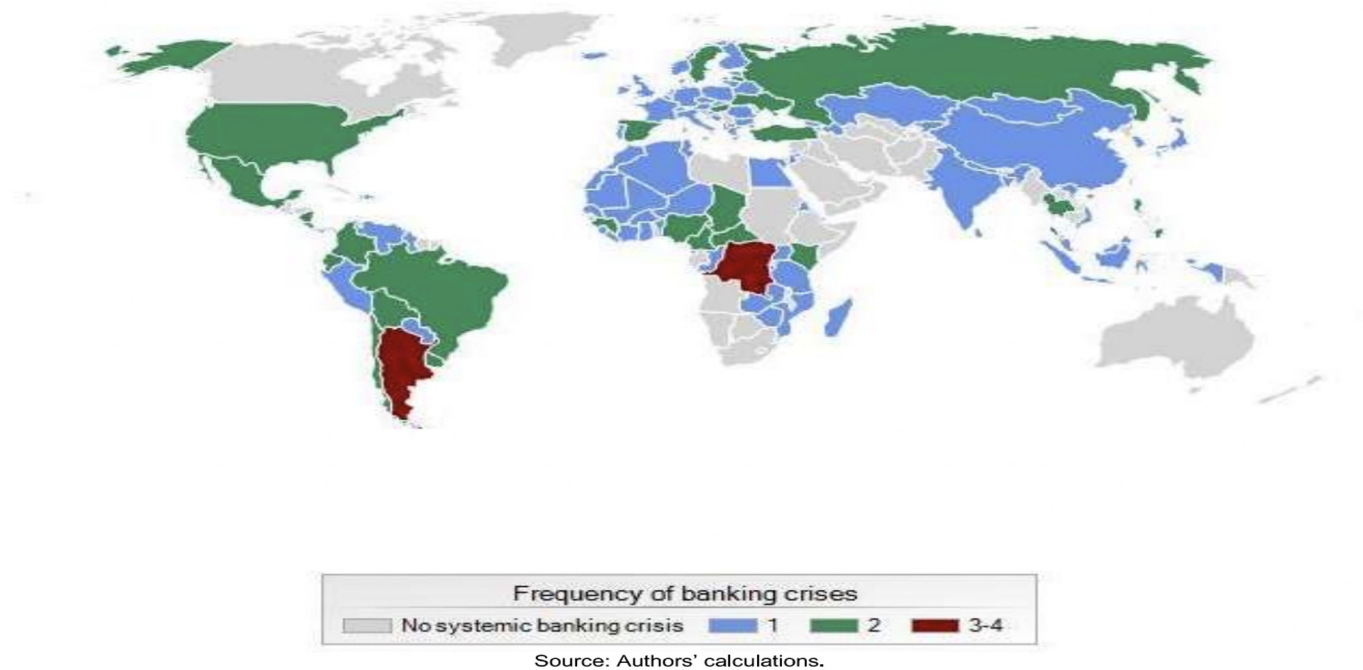 Frequency of banking crises
No systemic banking crisis 1 2 3-4
Source: Authors' calculations.